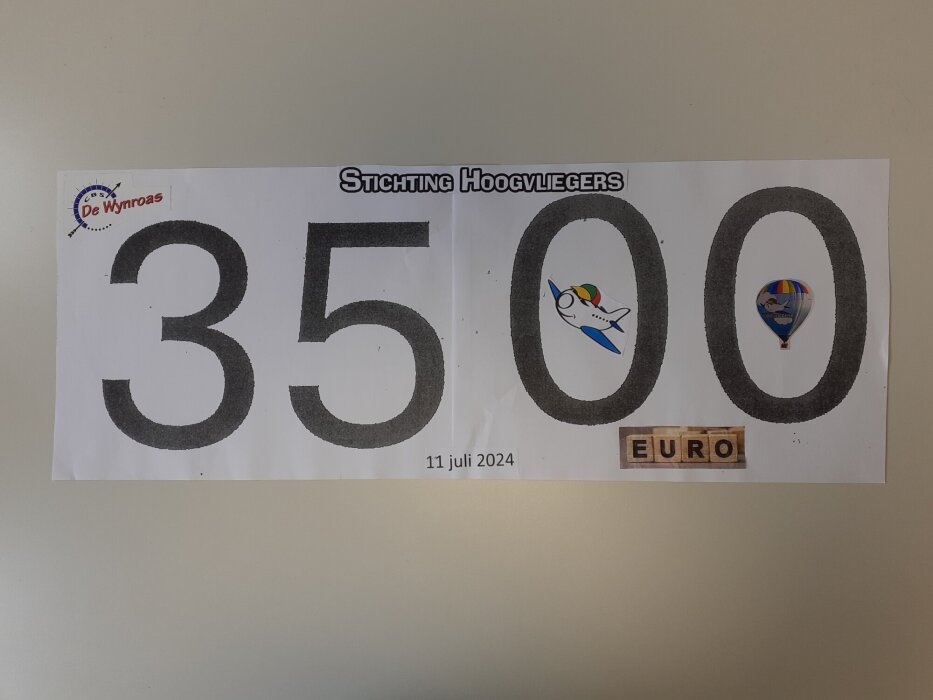 STICHTING HOOGVLIEGERS
CBS
De Wynroas
3500
11 juli 2024
EURO